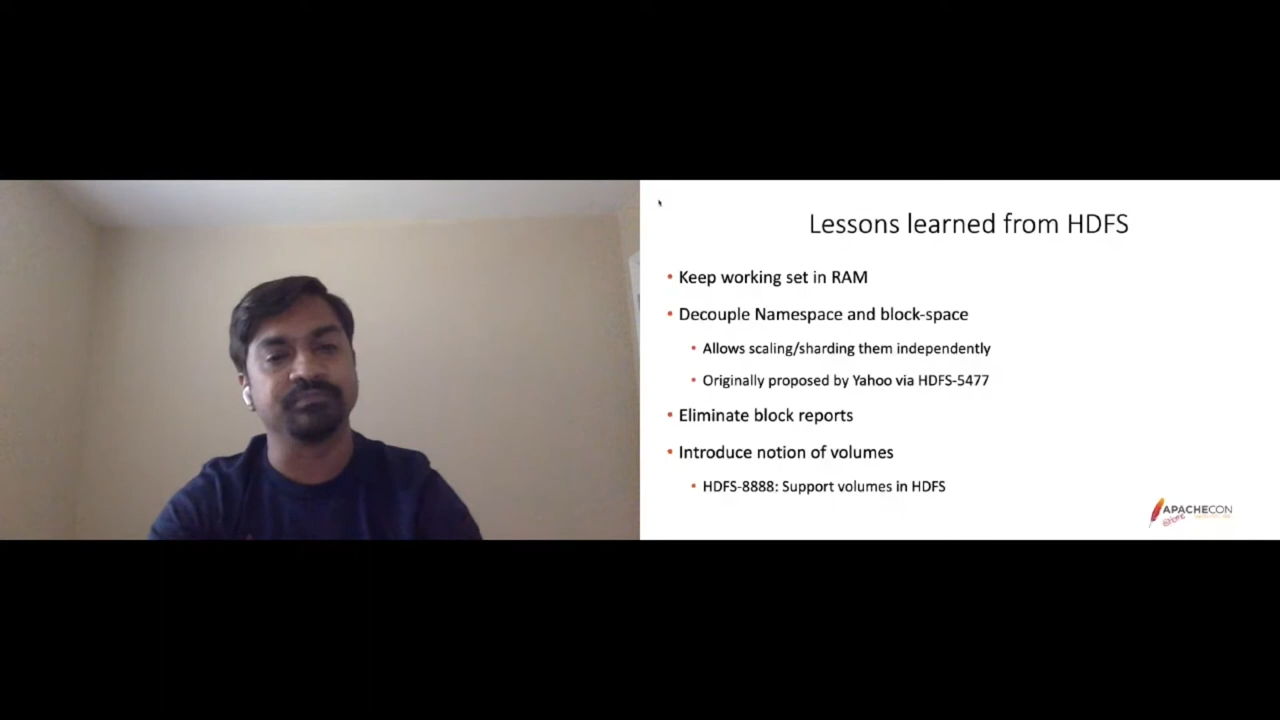 Lessons learned from HDFS
• Keep working set in RAM
• Decouple Namespace and block-space
• Allows scaling/sharding them independently
• Originally proposed by Yahoo via HDFS-5477
• Eliminate block reports
• Introduce notion of volumes
• HDFS-8888: Support volumes in HDFS
APACHECON
@Home